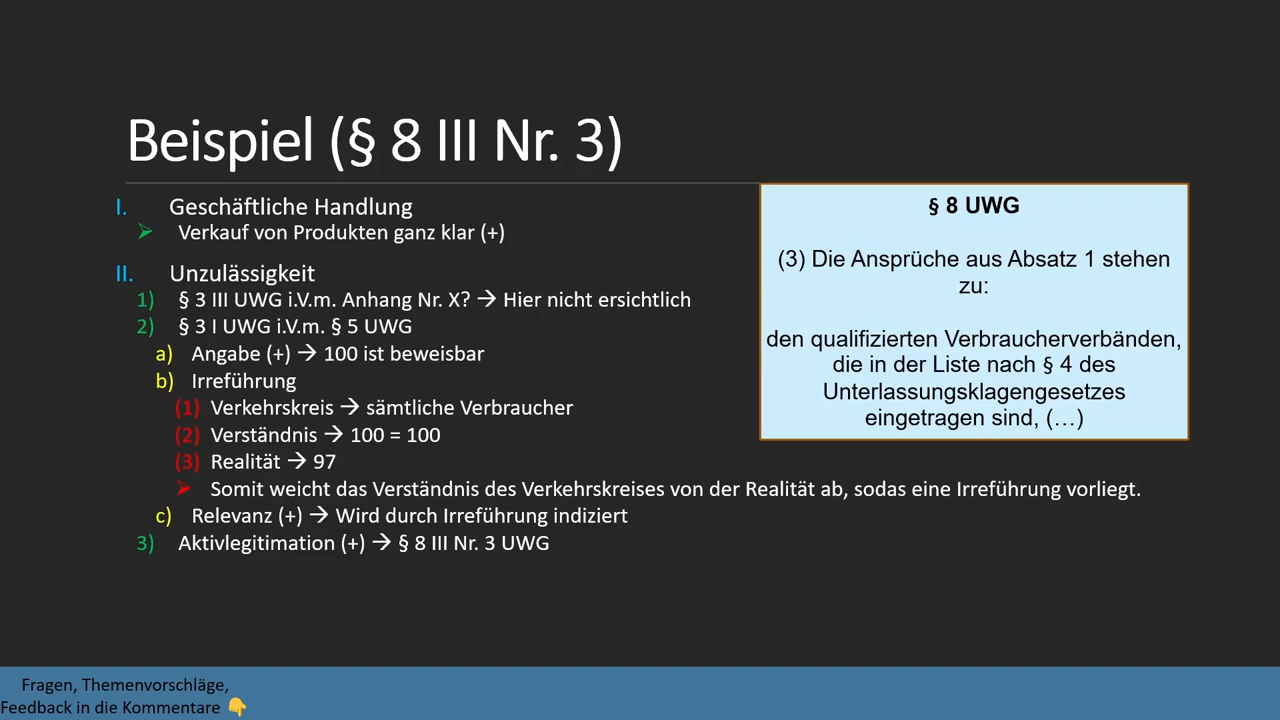 Beispiel (§ 8 III Nr. 3)
I. Geschäftliche Handlung
➢ Verkauf von Produkten ganz klar (+)
II. Unzulässigkeit
1) § 3 III UWG i.V.m. Anhang Nr. X? → Hier nicht ersichtlich
2) § 3 I UWG i.V.m. § 5 UWG
a) Angabe (+) → 100 ist beweisbar
b) Irreführung
(1) Verkehrskreis → sämtliche Verbraucher
(2) Verständnis → 100 = 100
(3) Realität → 97
➢ Somit weicht das Verständnis des Verkehrskreises von der Realität ab, sodas eine Irreführung vorliegt.
c) Relevanz (+) → Wird durch Irreführung indiziert
3) Aktivlegitimation (+) → § 8 III Nr. 3 UWG
§ 8 UWG
(3) Die Ansprüche aus Absatz 1 stehen
zu:
den qualifizierten Verbraucherverbänden,
die in der Liste nach § 4 des
Unterlassungsklagengesetzes
eingetragen sind, (…)
Fragen, Themenvorschläge,
Feedback in die Kommentare 👇